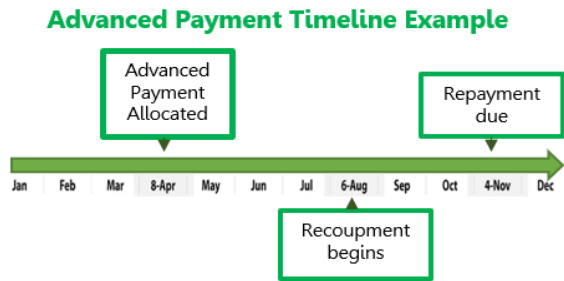 Advanced Payment Timeline Example
Advanced
Payment
Allocated
Repayment
due
Jan Feb Mar 8-Apr May Jun Jul 6-Aug Sep Oct 4-Nov Dec
Recoupment
begins